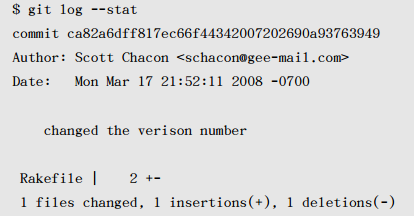 $ git log --stat
commit ca82a6dff817ec66f44342007202690a93763949
Author: Scott Chacon <schacon@gee-mail.com>
Date:   Mon Mar 17 21:52:11 2008 -0700
changed the verison number
Rakefile |    2 +-
1 files changed, 1 insertions(+), 1 deletions(-)